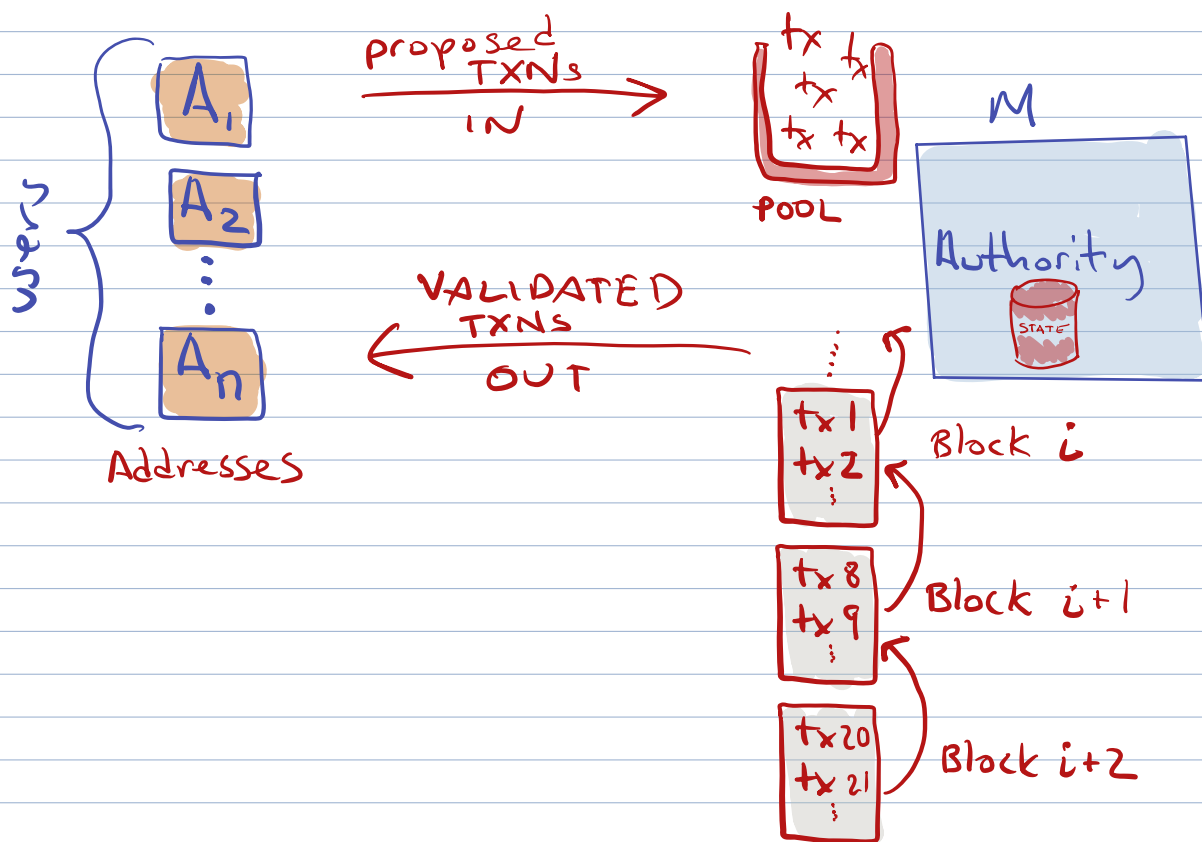 users
A1
A2
An
Addresses
proposed
TXNs
IN
tx
tx
tx
tx
tx
POOL
M
Authority
STATE
VALIDATED
TXNs
OUT
tx 1
tx 2
Block i
tx 8
tx 9
Block i+1
tx 20
tx 21
Block i+2